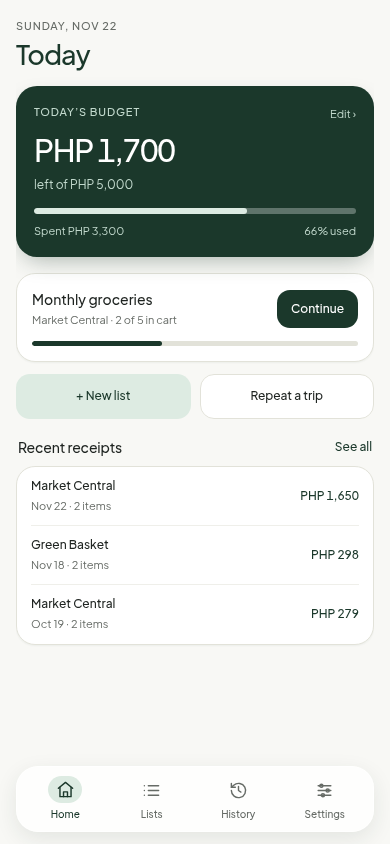 SUNDAY, NOV 22
Today
TODAY'S BUDGET
Edit ›
PHP 1,700
left of PHP 5,000
Spent PHP 3,300
66% used
Monthly groceries
Market Central · 2 of 5 in cart
Continue
+ New list
Repeat a trip
Recent receipts
See all
Market Central
Nov 22 · 2 items
PHP 1,650
Green Basket
Nov 18 · 2 items
PHP 298
Market Central
Oct 19 · 2 items
PHP 279
Home
Lists
History
Settings